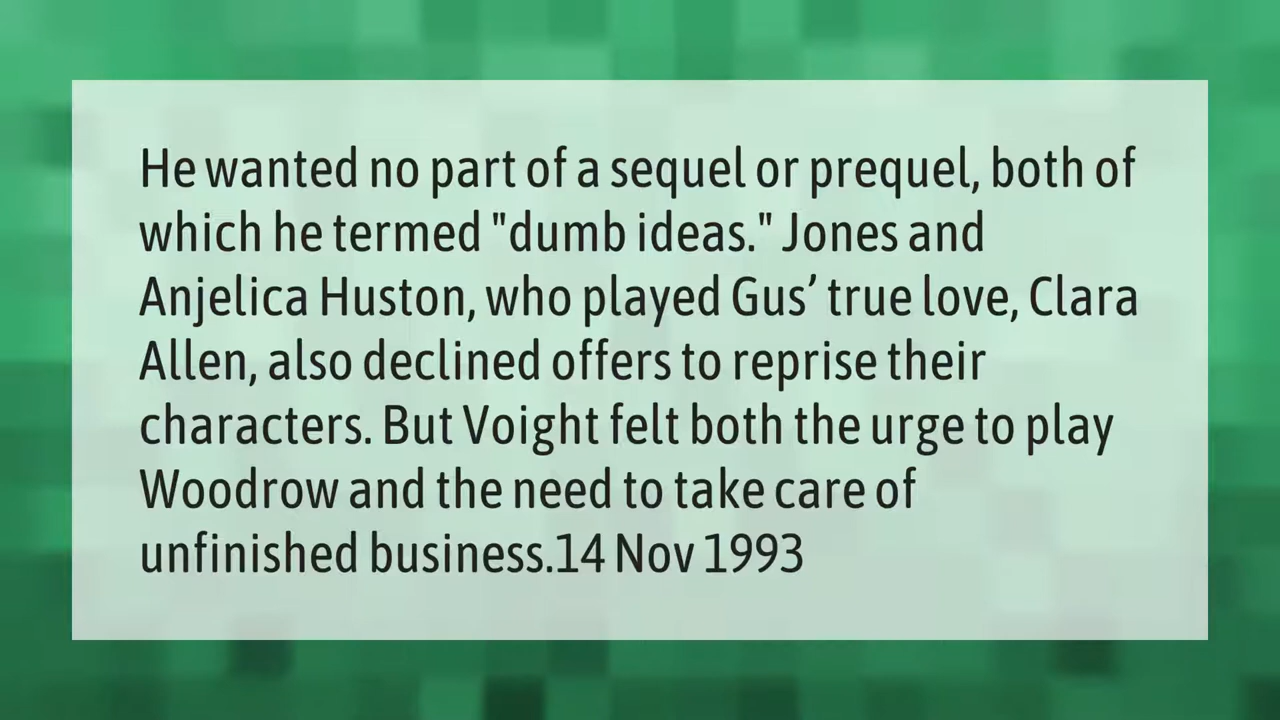 He wanted no part of a sequel or prequel, both of
which he termed "dumb ideas." Jones and
Anjelica Huston, who played Gus’ true love, Clara
Allen, also declined offers to reprise their
characters. But Voight felt both the urge to play
Woodrow and the need to take care of
unfinished business.14 Nov 1993